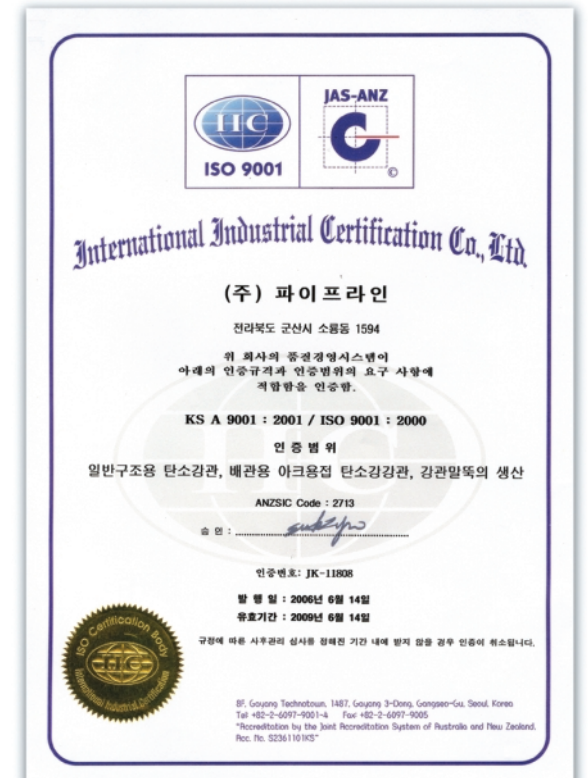 IIC
ISO 9001
JAS-ANZ
©
International Industrial Certification Co., Ltd.
(주) 파이프라인
전라북도 군산시 소룡동 1594
위 회사의 품질경영시스템이
아래의 인증규격과 인증범위의 요구 사항에
적합함을 인증함.
KS A 9001 : 2001 / ISO 9001 : 2000
인 증 범 위
일반구조용 탄소강관, 배관용 아크용접 탄소강강관, 강관말뚝의 생산
ANZSIC Code : 2713
승 인 :
인증번호: JK-11808
발 행 일 : 2006년 6월 14일
유효기간 : 2009년 6월 14일
규정에 따른 사후관리 심사를 정해진 기간 내에 받지 않을 경우 인증이 취소됩니다.
ISO Certification Body
IIC
International Industrial Certification
8F, Goyang Technotown, 1487, Goyang 3-Dong, Gangseo-Gu, Seoul, Korea
Tel: +82-2-6097-9001~4 Fax: +82-2-6097-9005
"Accreditation by the Joint Accreditation System of Australia and New Zealand.
Acc. No. S2361101KS"